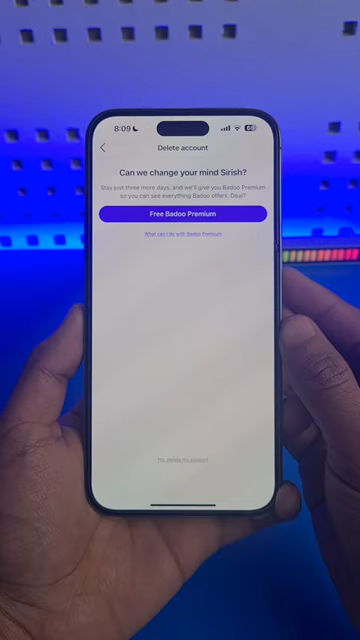 8:09
68
Delete account
Can we change your mind Sirish?
Stay just three more days, and we'll give you Badoo Premium
so you can see everything Badoo offers. Deal?
Free Badoo Premium
What can I do with Badoo Premium
No, delete my account